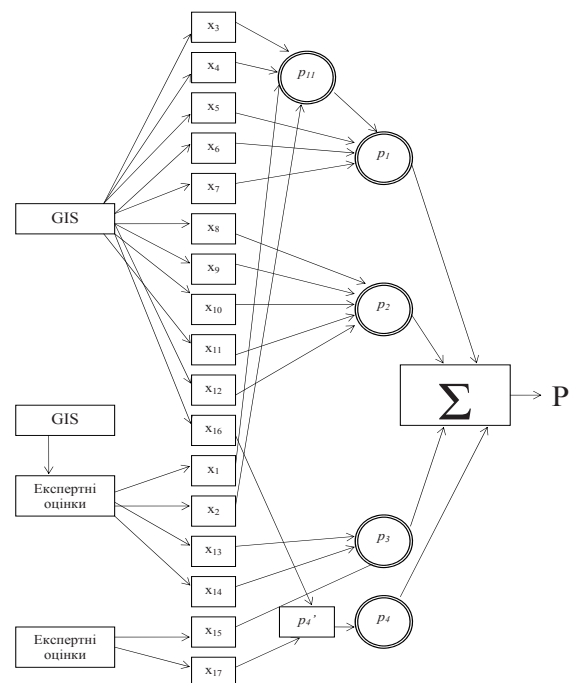 x3
x4
x5
x6
x7
x8
x9
x10
x11
x12
x16
x1
x2
x13
x14
x15
x17
GIS
GIS
Експертні
оцінки
Експертні
оцінки
p11
p1
p2
p3
p4'
p4
Σ
P